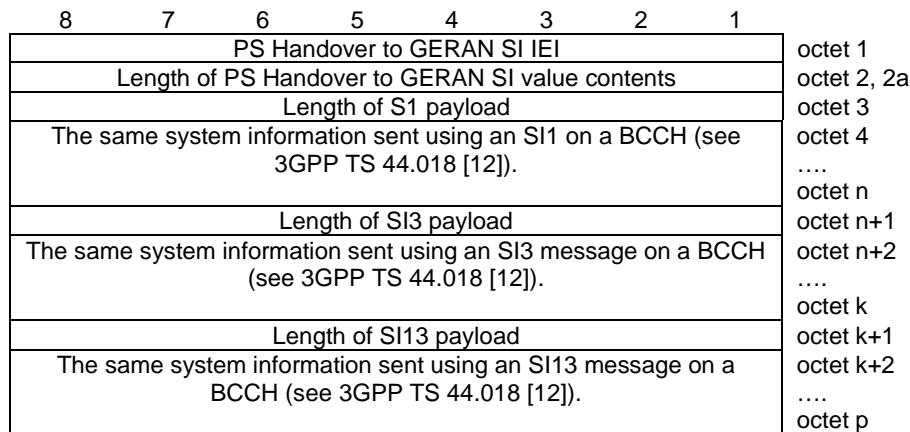 8 7 6 5 4 3 2 1
PS Handover to GERAN SI IEI octet 1
Length of PS Handover to GERAN SI value contents octet 2, 2a
Length of S1 payload octet 3
The same system information sent using an SI1 on a BCCH (see octet 4
3GPP TS 44.018 [12]). ….
octet n
Length of SI3 payload octet n+1
The same system information sent using an SI3 message on a BCCH octet n+2
(see 3GPP TS 44.018 [12]). ….
octet k
Length of SI13 payload octet k+1
The same system information sent using an SI13 message on a octet k+2
BCCH (see 3GPP TS 44.018 [12]). ….
octet p